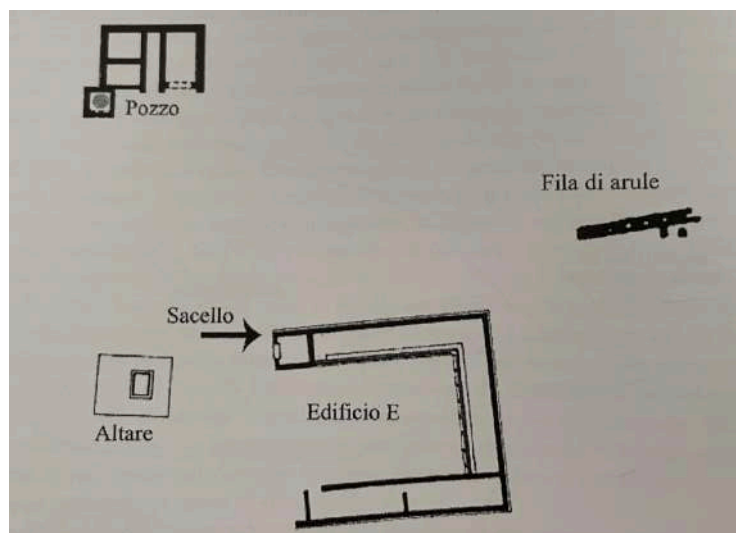 Pozzo
Fila di arule
Sacello
Edificio E
Altare